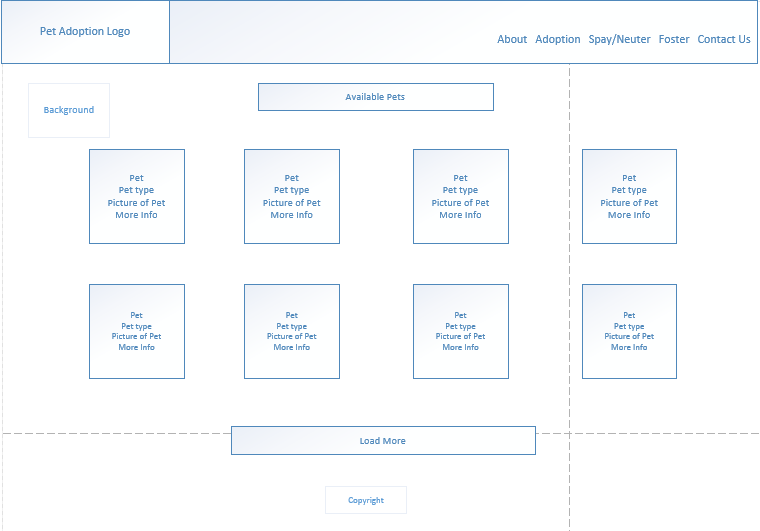 Pet Adoption Logo
About Adoption Spay/Neuter Foster Contact Us
Background
Available Pets
Pet
Pet type
Picture of Pet
More Info
Pet
Pet type
Picture of Pet
More Info
Pet
Pet type
Picture of Pet
More Info
Pet
Pet type
Picture of Pet
More Info
Pet
Pet type
Picture of Pet
More Info
Pet
Pet type
Picture of Pet
More Info
Pet
Pet type
Picture of Pet
More Info
Pet
Pet type
Picture of Pet
More Info
Load More
Copyright